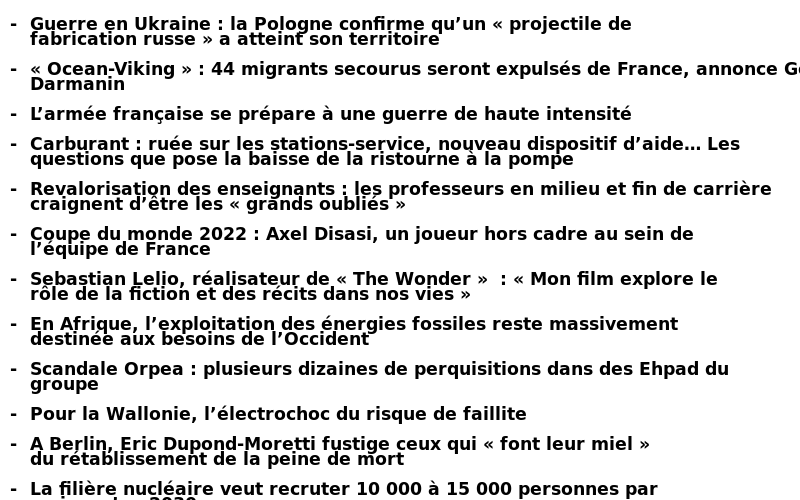 - Guerre en Ukraine : la Pologne confirme qu’un « projectile de
fabrication russe » a atteint son territoire
- « Ocean-Viking » : 44 migrants secourus seront expulsés de France, annonce
Darmanin
- L’armée française se prépare à une guerre de haute intensité
- Carburant : ruée sur les stations-service, nouveau dispositif d’aide… Les
questions que pose la baisse de la ristourne à la pompe
- Revalorisation des enseignants : les professeurs en milieu et fin de carrière
craignent d’être les « grands oubliés »
- Coupe du monde 2022 : Axel Disasi, un joueur hors cadre au sein de
l’équipe de France
- Sebastian Lelio, réalisateur de « The Wonder »  : « Mon film explore le
rôle de la fiction et des récits dans nos vies »
- En Afrique, l’exploitation des énergies fossiles reste massivement
destinée aux besoins de l’Occident
- Scandale Orpea : plusieurs dizaines de perquisitions dans des Ehpad du
groupe
- Pour la Wallonie, l’électrochoc du risque de faillite
- A Berlin, Eric Dupond-Moretti fustige ceux qui « font leur miel »
du rétablissement de la peine de mort
- La filière nucléaire veut recruter 10 000 à 15 000 personnes par